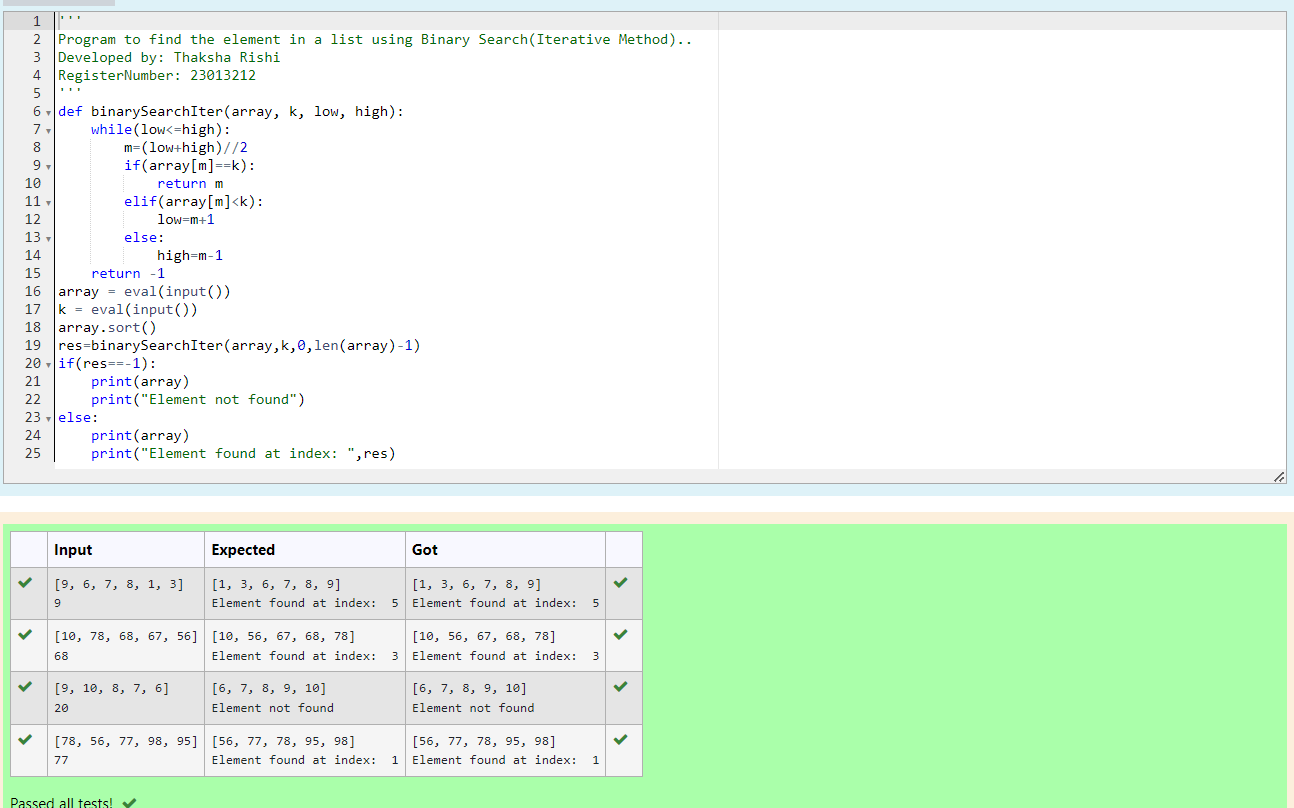 1 '''
2 Program to find the element in a list using Binary Search(Iterative Method)..
3 Developed by: Thaksha Rishi
4 RegisterNumber: 23013212
5 '''
6 def binarySearchIter(array, k, low, high):
7     while(low<=high):
8         m=(low+high)//2
9         if(array[m]==k):
10             return m
11         elif(array[m]<k):
12             low=m+1
13         else:
14             high=m-1
15     return -1
16 array = eval(input())
17 k = eval(input())
18 array.sort()
19 res=binarySearchIter(array,k,0,len(array)-1)
20 if(res==-1):
21     print(array)
22     print("Element not found")
23 else:
24     print(array)
25     print("Element found at index: ",res)
Input Expected Got
[9, 6, 7, 8, 1, 3] [1, 3, 6, 7, 8, 9] [1, 3, 6, 7, 8, 9]
9 Element found at index:  5 Element found at index:  5
[10, 78, 68, 67, 56] [10, 56, 67, 68, 78] [10, 56, 67, 68, 78]
68 Element found at index:  3 Element found at index:  3
[9, 10, 8, 7, 6] [6, 7, 8, 9, 10] [6, 7, 8, 9, 10]
20 Element not found Element not found
[78, 56, 77, 98, 95] [56, 77, 78, 95, 98] [56, 77, 78, 95, 98]
77 Element found at index:  1 Element found at index:  1
Passed all tests!